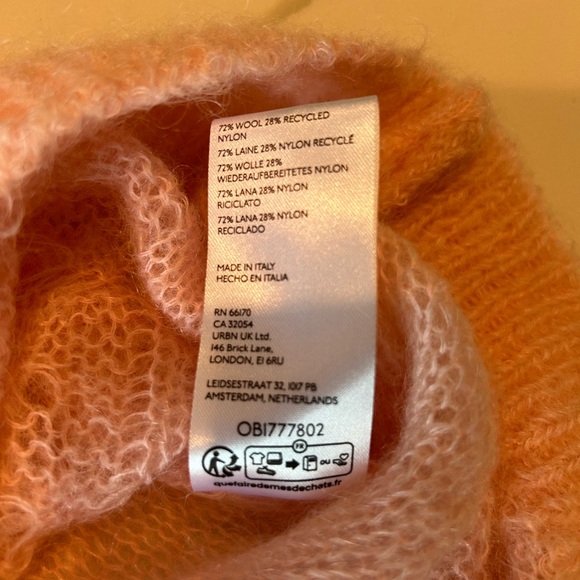 72% WOOL 28% RECYCLED
NYLON
72% LAINE 28% NYLON RECYCLÉ
72% WOLLE 28%
WIEDERAUFBEREITETES NYLON
72% LANA 28% NYLON
RICICLATO
72% LANA 28% NYLON
RECICLADO
MADE IN ITALY
HECHO EN ITALIA
RN 66170
CA 32054
URBN UK Ltd.
146 Brick Lane,
LONDON, E1 6RU
LEIDSESTRAAT 32, 1017 PB
AMSTERDAM, NETHERLANDS
OB1777802
FR
OU
quefairedemesdechets.fr